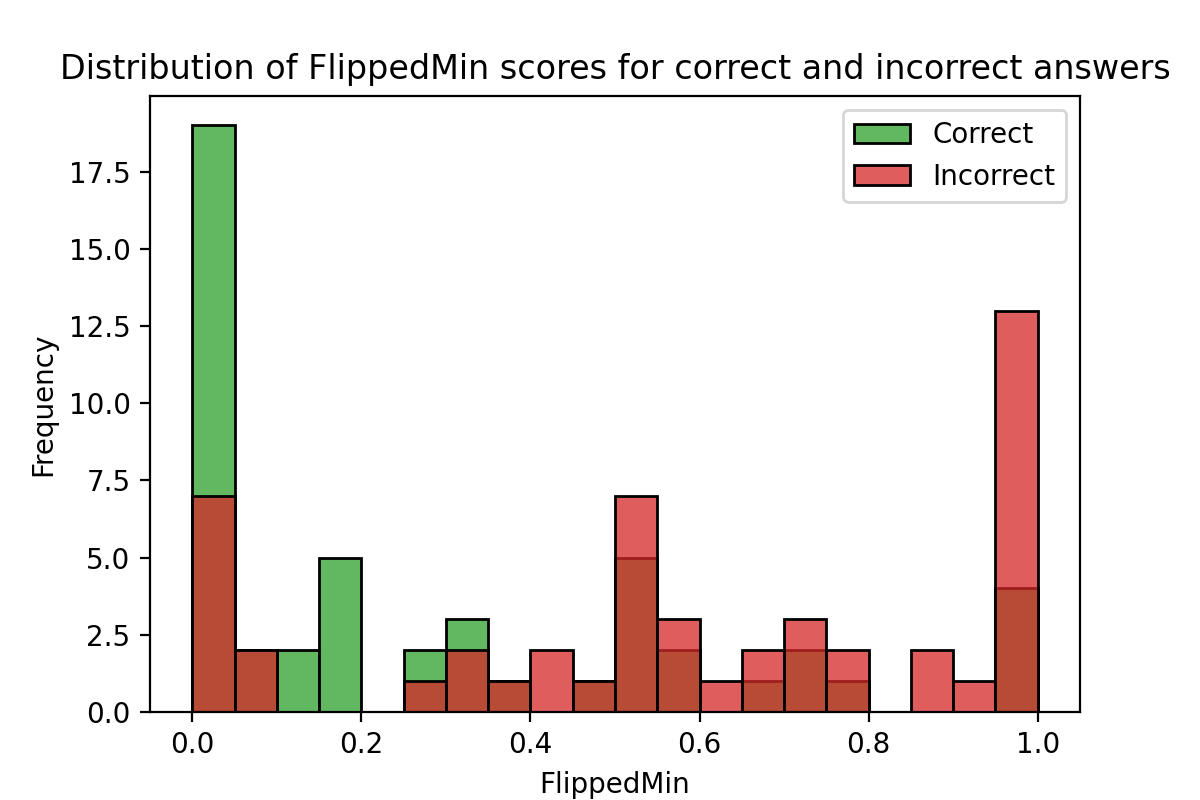 Distribution of FlippedMin scores for correct and incorrect answers
Correct
Incorrect
Frequency
17.5
15.0
12.5
10.0
7.5
5.0
2.5
0.0
0.0 0.2 0.4 0.6 0.8 1.0
FlippedMin